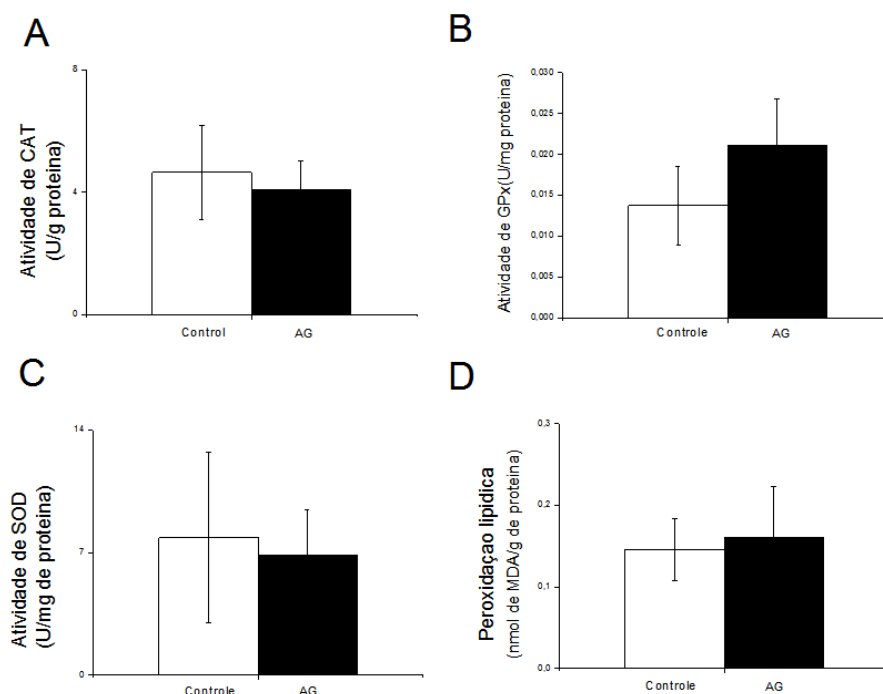 A
Atividade de CAT
(U/g proteina)
8
4
0
Control
AG
B
Atividade de GPx(U/mg proteina)
0,030
0,025
0,020
0,015
0,010
0,005
0,000
Controle
AG
C
Atividade de SOD
(U/mg de proteina)
14
7
0
Controle
AG
D
Peroxidaçao lipidica
(nmol de MDA/g de proteina)
0,3
0,2
0,1
0,0
Controle
AG